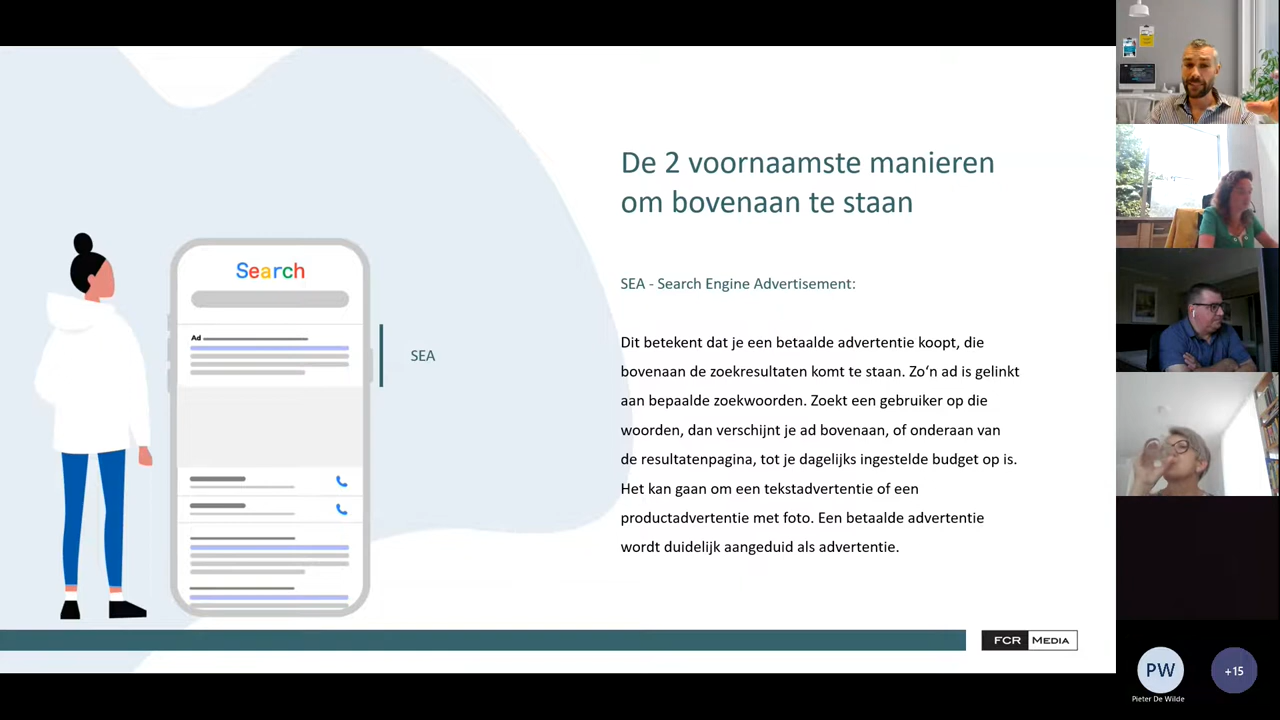 De 2 voornaamste manieren
om bovenaan te staan
SEA - Search Engine Advertisement:
Dit betekent dat je een betaalde advertentie koopt, die
bovenaan de zoekresultaten komt te staan. Zo‘n ad is gelinkt
aan bepaalde zoekwoorden. Zoekt een gebruiker op die
woorden, dan verschijnt je ad bovenaan, of onderaan van
de resultatenpagina, tot je dagelijks ingestelde budget op is.
Het kan gaan om een tekstadvertentie of een
productadvertentie met foto. Een betaalde advertentie
wordt duidelijk aangeduid als advertentie.
Search
Ad
SEA
FCR MEDIA
PW
Pieter De Wilde
+15